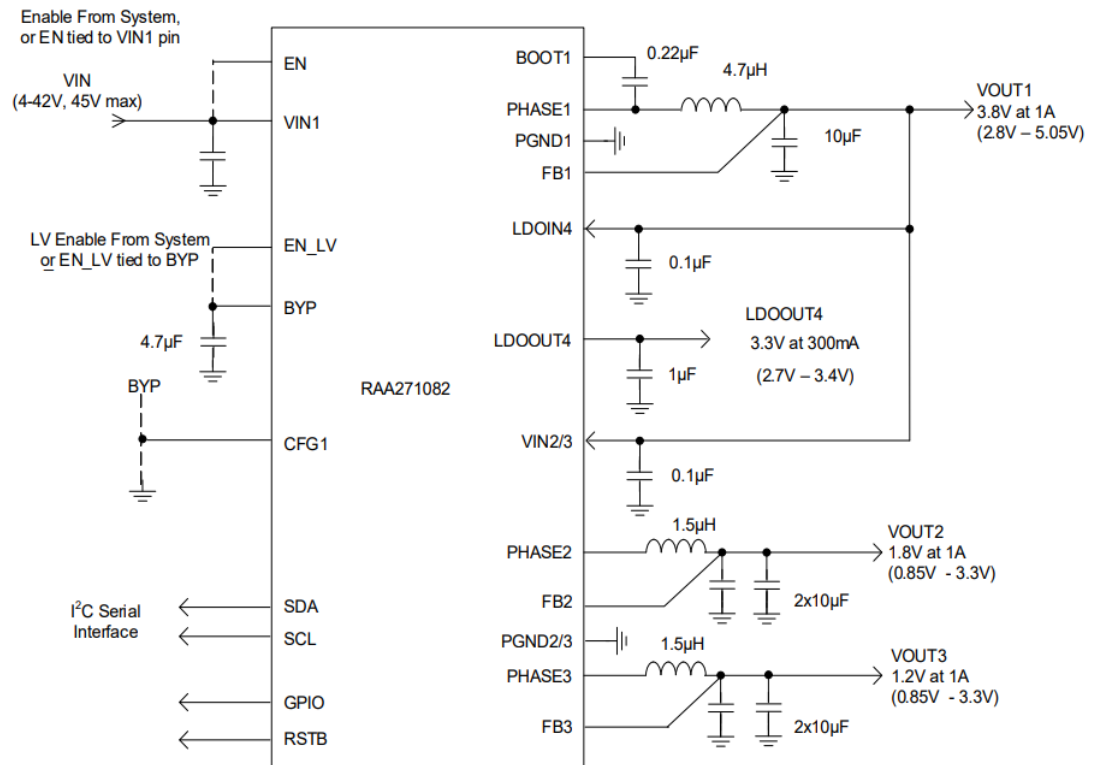 Enable From System,
or EN tied to VIN1 pin
VIN
(4-42V, 45V max)
EN
VIN1
LV Enable From System
or EN_LV tied to BYP
EN_LV
BYP
4.7µF
BYP
CFG1
RAA271082
I²C Serial
Interface
SDA
SCL
GPIO
RSTB
BOOT1
0.22µF
4.7µH
PHASE1
PGND1
FB1
10µF
VOUT1
3.8V at 1A
(2.8V – 5.05V)
LDOIN4
0.1µF
LDOOUT4
LDOOUT4
3.3V at 300mA
(2.7V – 3.4V)
1µF
VIN2/3
0.1µF
1.5µH
PHASE2
FB2
2x10µF
VOUT2
1.8V at 1A
(0.85V - 3.3V)
PGND2/3
1.5µH
PHASE3
FB3
2x10µF
VOUT3
1.2V at 1A
(0.85V - 3.3V)